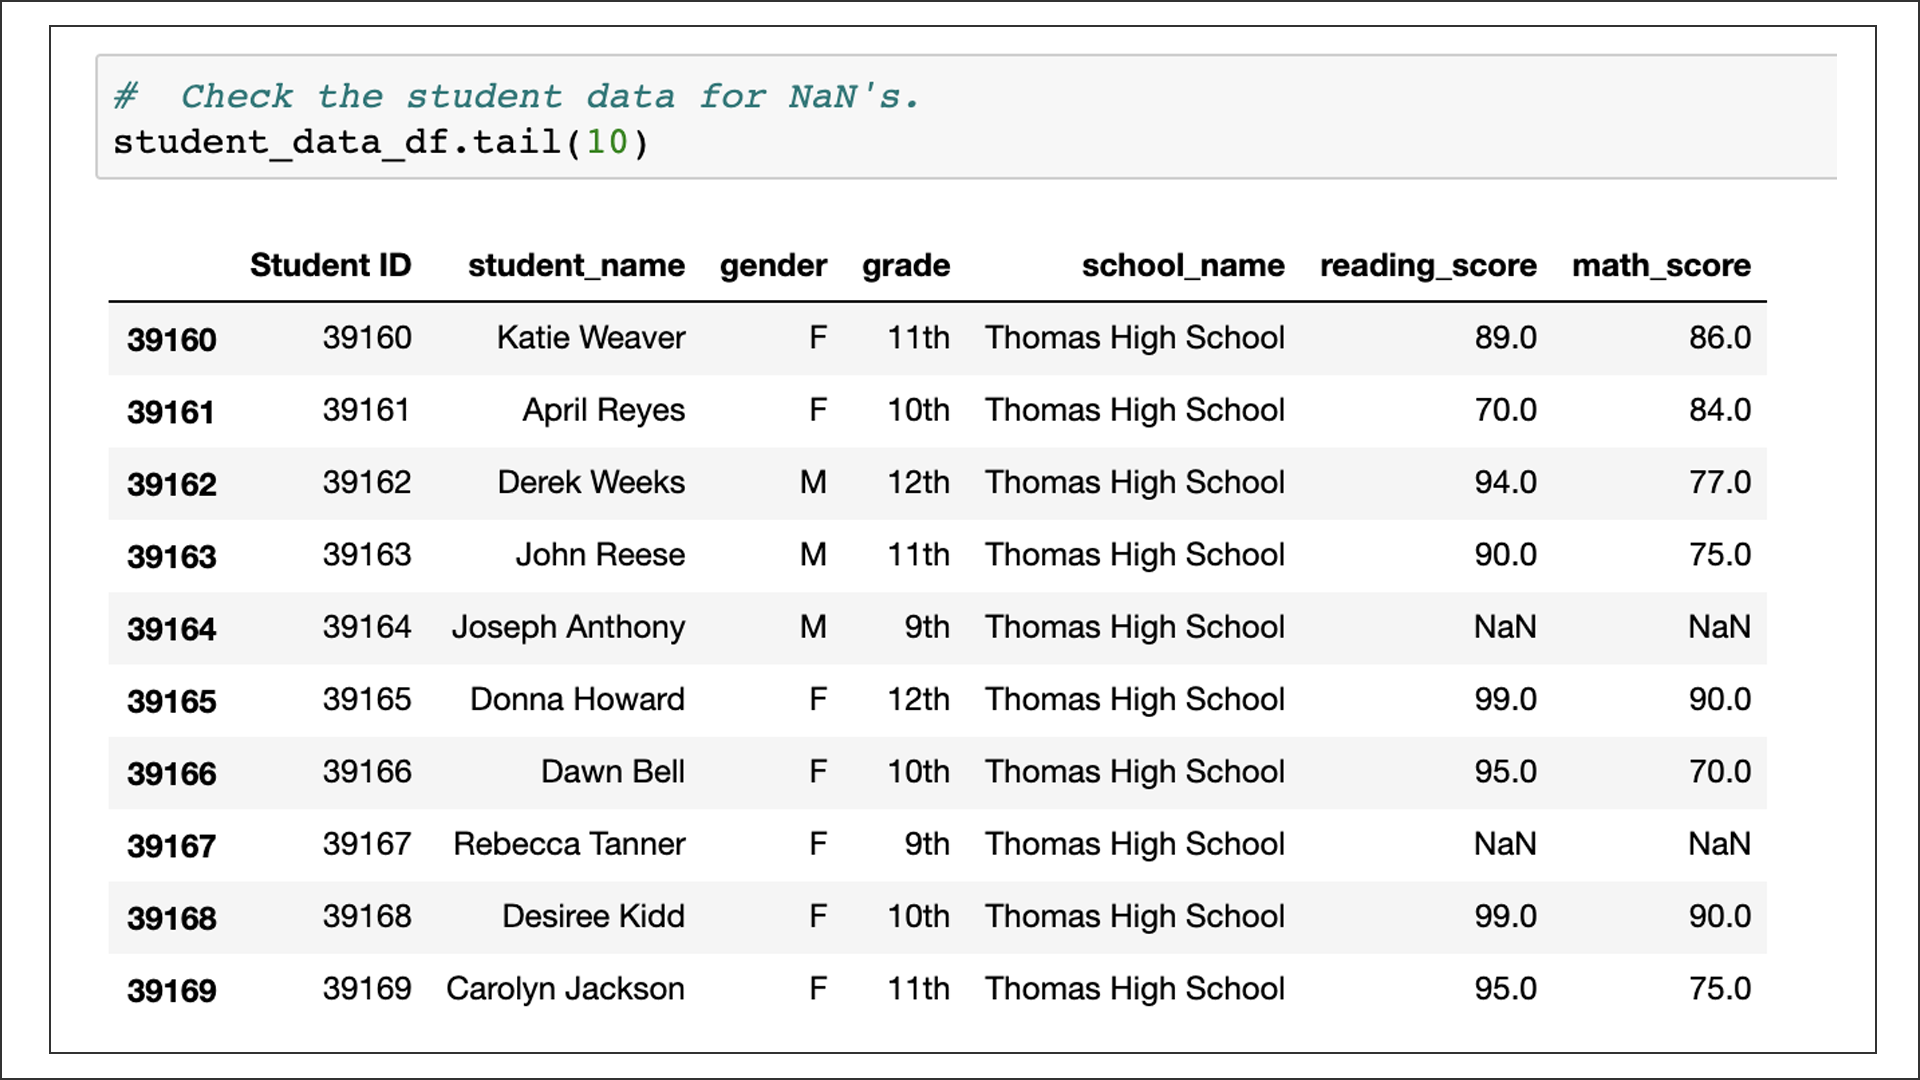 #  Check the student data for NaN's.
student_data_df.tail(10)
Student ID student_name gender grade school_name reading_score math_score
39160 39160 Katie Weaver F 11th Thomas High School 89.0 86.0
39161 39161 April Reyes F 10th Thomas High School 70.0 84.0
39162 39162 Derek Weeks M 12th Thomas High School 94.0 77.0
39163 39163 John Reese M 11th Thomas High School 90.0 75.0
39164 39164 Joseph Anthony M 9th Thomas High School NaN NaN
39165 39165 Donna Howard F 12th Thomas High School 99.0 90.0
39166 39166 Dawn Bell F 10th Thomas High School 95.0 70.0
39167 39167 Rebecca Tanner F 9th Thomas High School NaN NaN
39168 39168 Desiree Kidd F 10th Thomas High School 99.0 90.0
39169 39169 Carolyn Jackson F 11th Thomas High School 95.0 75.0